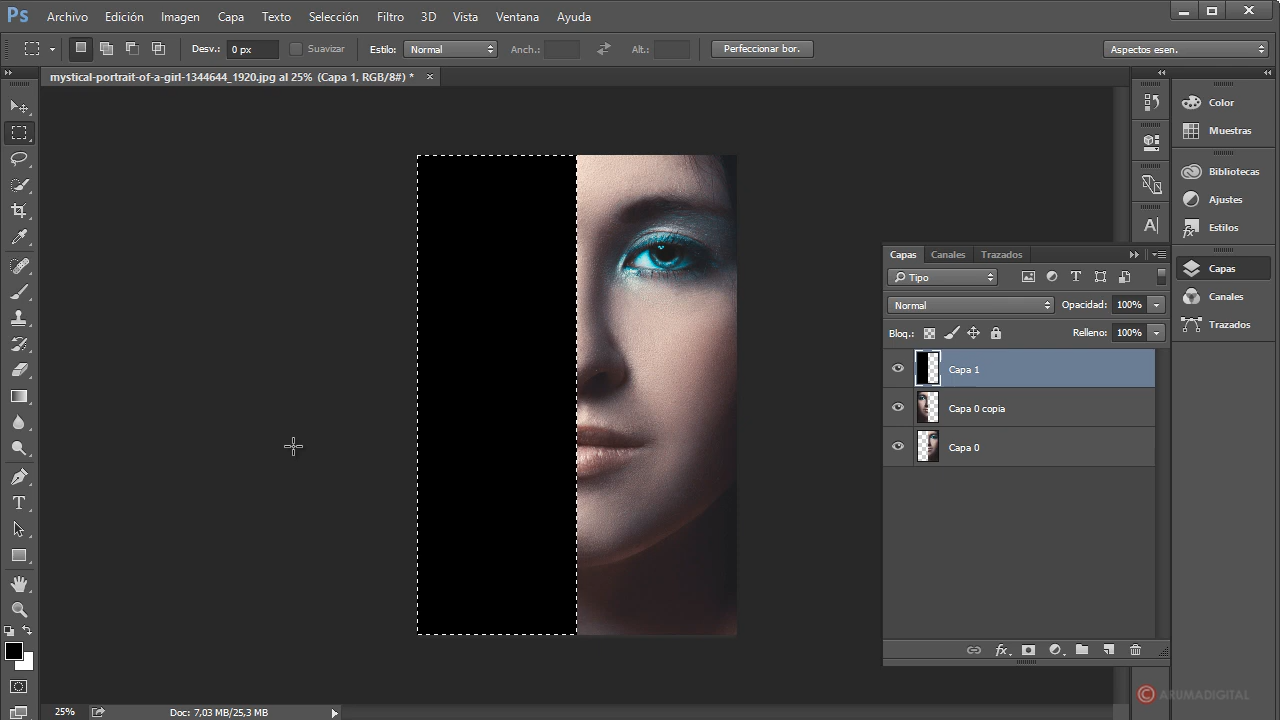 Ps Archivo Edición Imagen Capa Texto Selección Filtro 3D Vista Ventana Ayuda
Desv.: 0 px Suavizar Estilo: Normal Anch.: Alt.: Perfeccionar bor. Aspectos esen.
mystical-portrait-of-a-girl-1344644_1920.jpg al 25% (Capa 1, RGB/8#) * ×
Color
Muestras
Bibliotecas
Ajustes
Estilos
Capas
Canales
Trazados
Capas Canales Trazados
Tipo
Normal Opacidad: 100%
Bloq.: Relleno: 100%
Capa 1
Capa 0 copia
Capa 0
© ARUMADIGITAL
25% Doc: 7,03 MB/25,3 MB